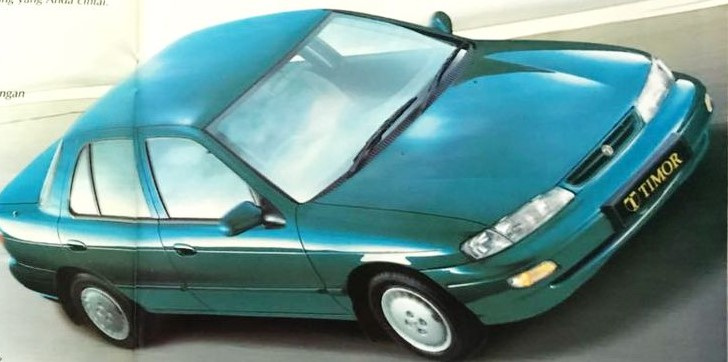 yang Anda cintai.
ngan
TIMOR